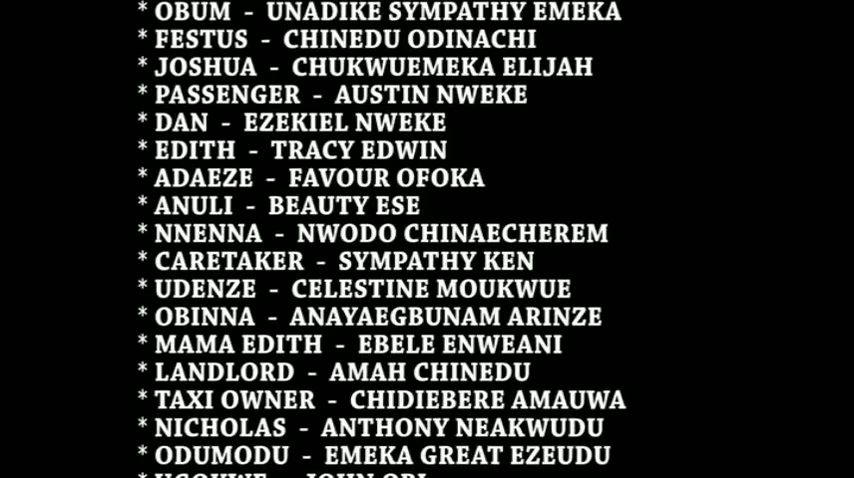 * OBUM - UNADIKE SYMPATHY EMEKA
* FESTUS - CHINEDU ODINACHI
* JOSHUA - CHUKWUEMEKA ELIJAH
* PASSENGER - AUSTIN NWEKE
* DAN - EZEKIEL NWEKE
* EDITH - TRACY EDWIN
* ADAEZE - FAVOUR OFOKA
* ANULI - BEAUTY ESE
* NNENNA - NWODO CHINAECHEREM
* CARETAKER - SYMPATHY KEN
* UDENZE - CELESTINE MOUKWUE
* OBINNA - ANAYAEGBUNAM ARINZE
* MAMA EDITH - EBELE ENWEANI
* LANDLORD - AMAH CHINEDU
* TAXI OWNER - CHIDIEBERE AMAUWA
* NICHOLAS - ANTHONY NEAKWUDU
* ODUMODU - EMEKA GREAT EZEUDU
* - JOHN OBI